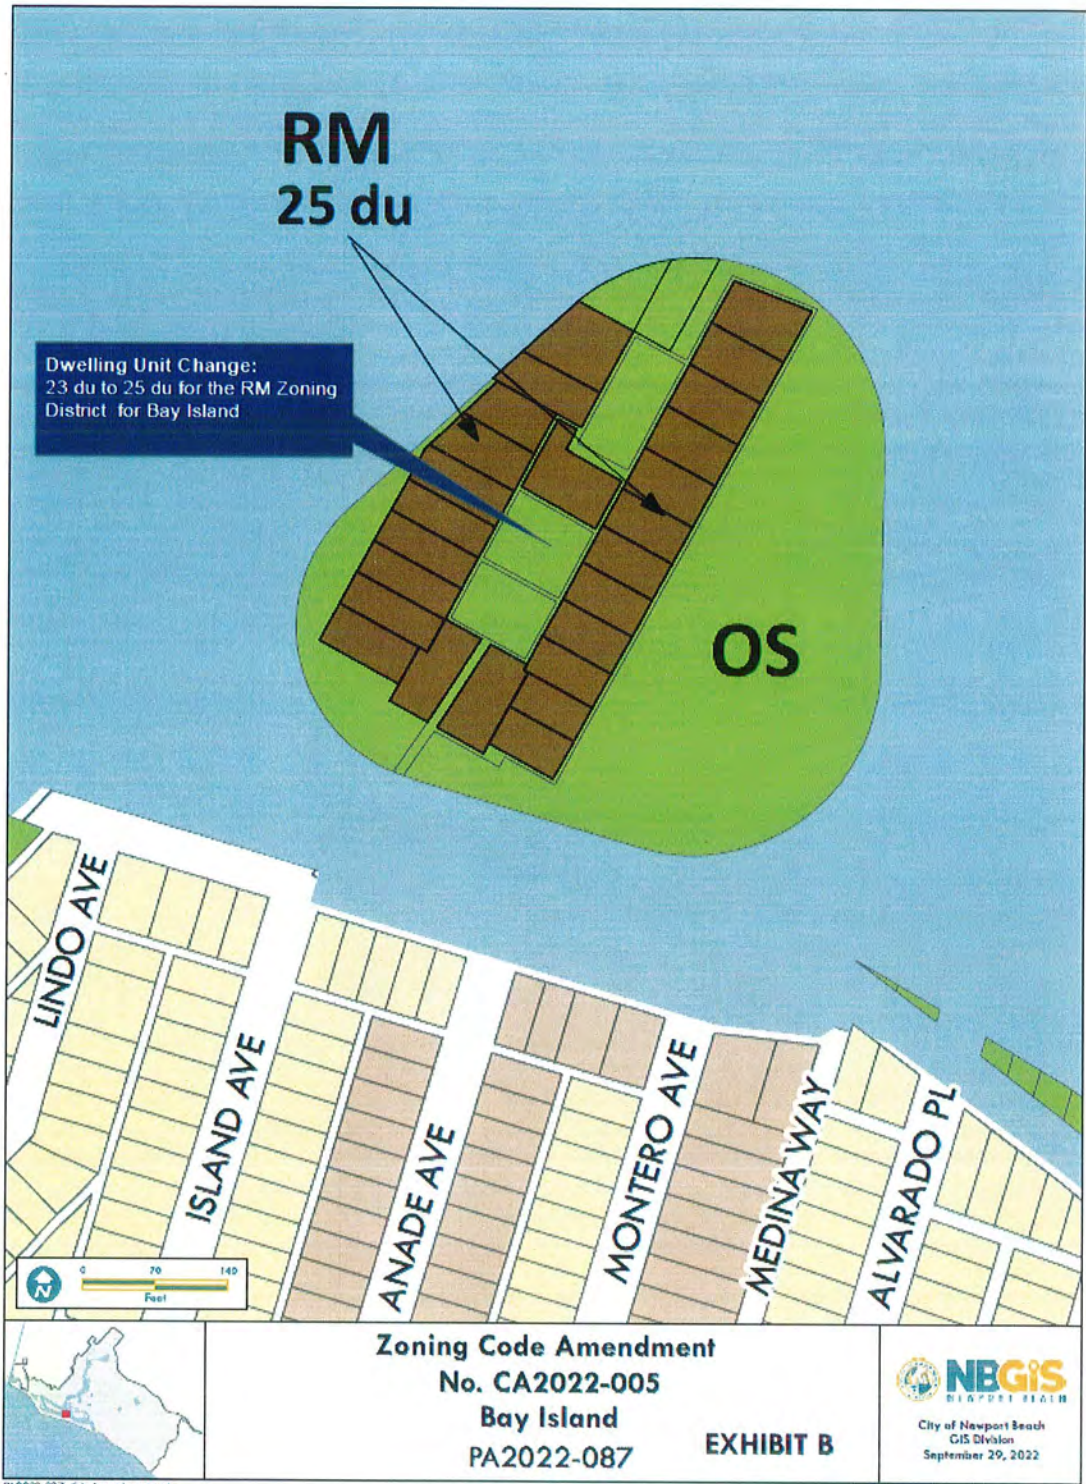 RM
25 du
Dwelling Unit Change:
23 du to 25 du for the RM Zoning
District for Bay Island
OS
LINDO AVE
ISLAND AVE
ANADE AVE
MONTERO AVE
MEDINA WAY
ALVARADO PL
N
0 70 140
Feet
Zoning Code Amendment
No. CA2022-005
Bay Island
PA2022-087
EXHIBIT B
NBGIS
NEWPORT BEACH
City of Newport Beach
GIS Division
September 29, 2022